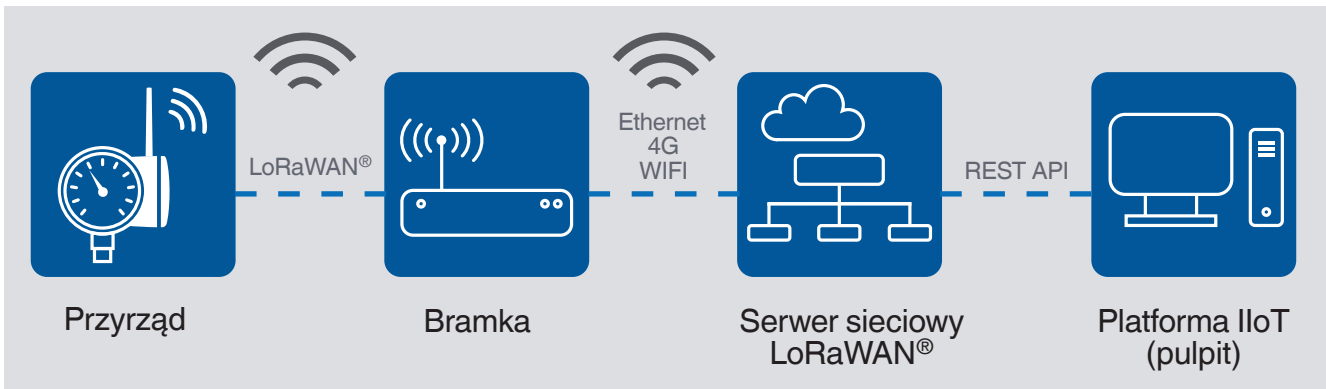 LoRaWAN®
Ethernet
4G
WIFI
REST API
Przyrząd
Bramka
Serwer sieciowy
LoRaWAN®
Platforma IIoT
(pulpit)